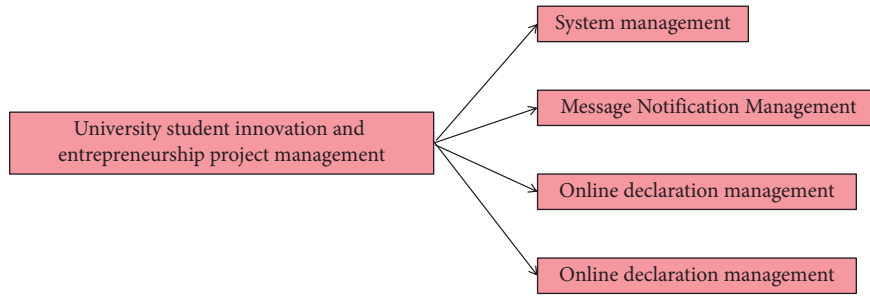 System management
Message Notification Management
University student innovation and
entrepreneurship project management
Online declaration management
Online declaration management